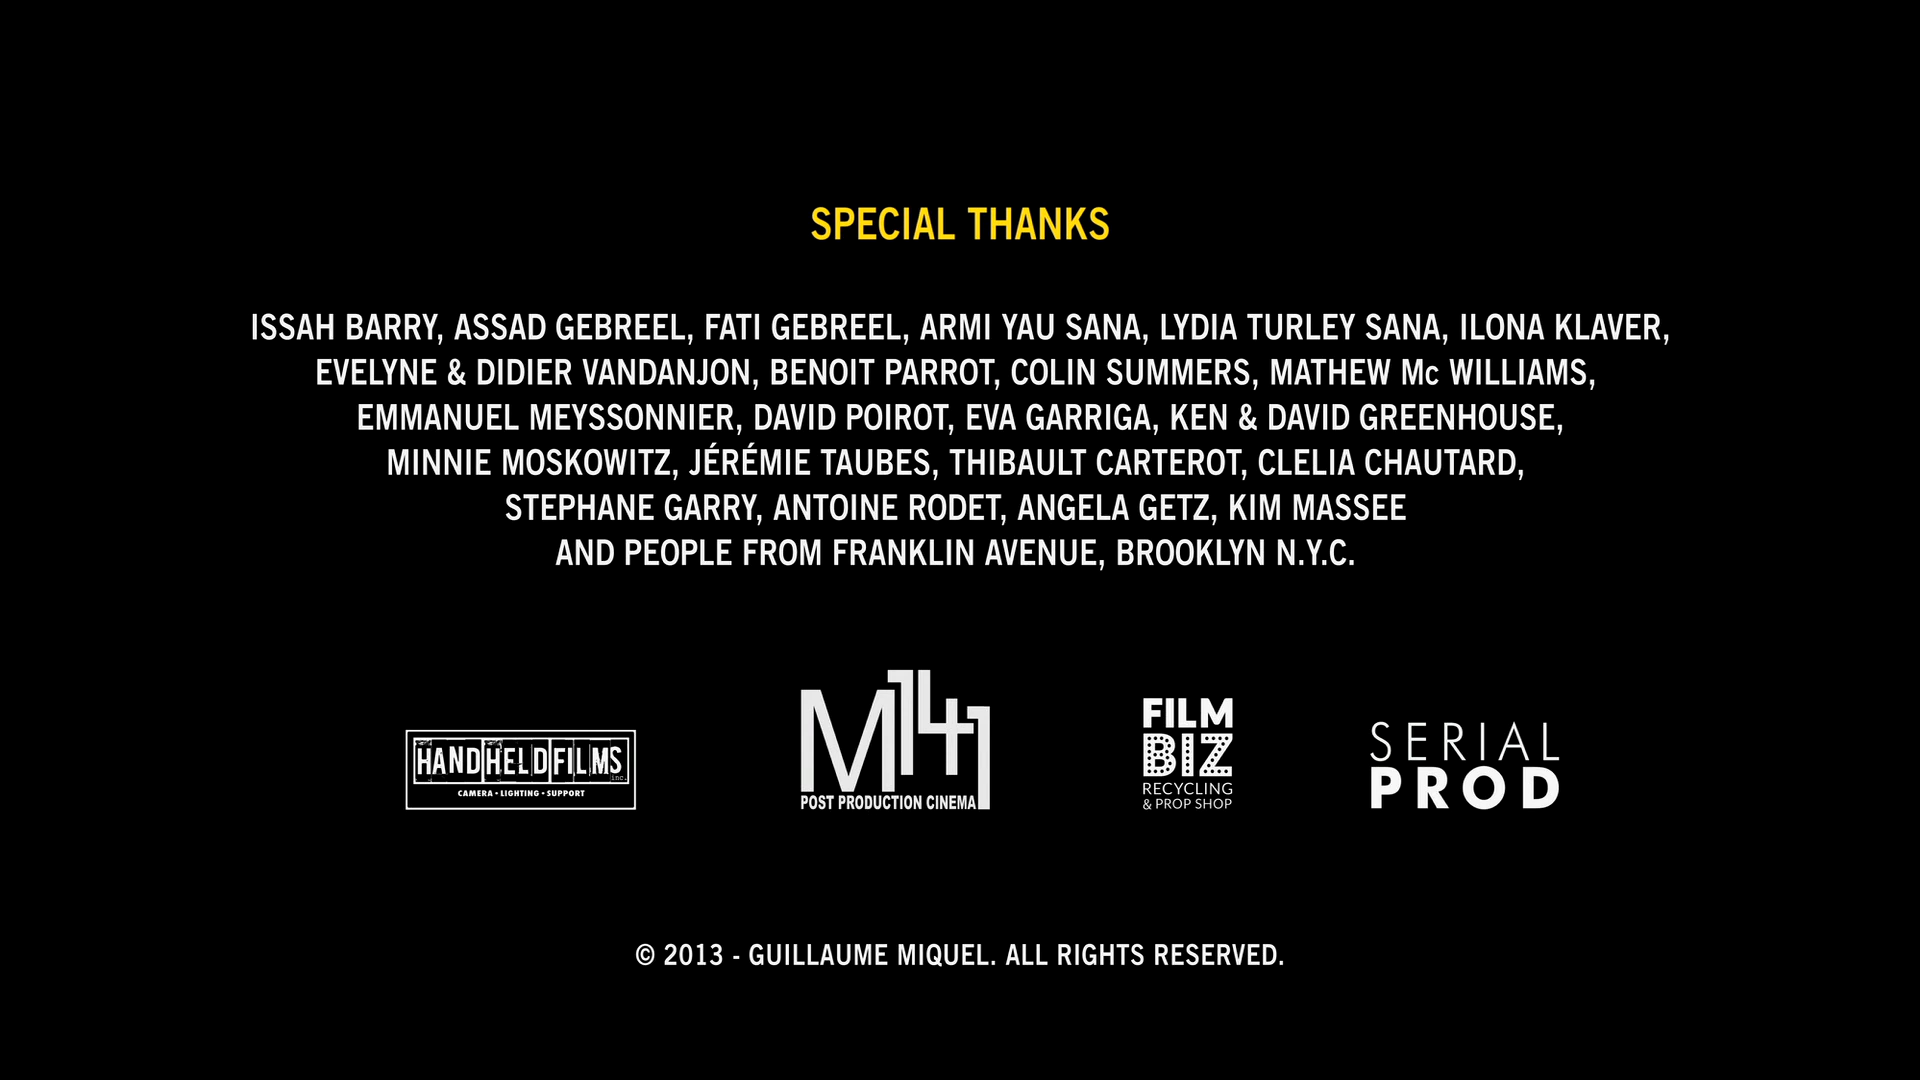 SPECIAL THANKS
ISSAH BARRY, ASSAD GEBREEL, FATI GEBREEL, ARMI YAU SANA, LYDIA TURLEY SANA, ILONA KLAVER,
EVELYNE & DIDIER VANDANJON, BENOIT PARROT, COLIN SUMMERS, MATHEW Mc WILLIAMS,
EMMANUEL MEYSSONNIER, DAVID POIROT, EVA GARRIGA, KEN & DAVID GREENHOUSE,
MINNIE MOSKOWITZ, JÉRÉMIE TAUBES, THIBAULT CARTEROT, CLELIA CHAUTARD,
STEPHANE GARRY, ANTOINE RODET, ANGELA GETZ, KIM MASSEE
AND PEOPLE FROM FRANKLIN AVENUE, BROOKLYN N.Y.C.
HANDHELDFILMS inc.
CAMERA • LIGHTING • SUPPORT
M141
POST PRODUCTION CINEMA
FILM
BIZ
RECYCLING
& PROP SHOP
SERIAL
PROD
© 2013 - GUILLAUME MIQUEL. ALL RIGHTS RESERVED.